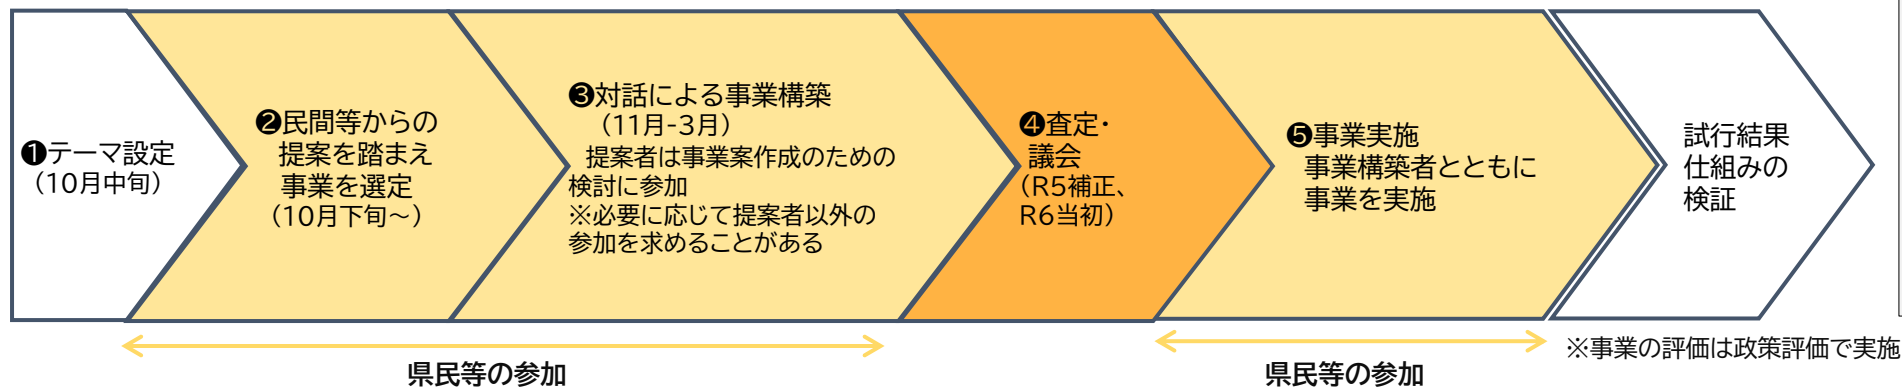 ❶テーマ設定
（10月中旬）
❷民間等からの
提案を踏まえ
事業を選定
（10月下旬～）
❸対話による事業構築
（11月-3月）
提案者は事業案作成のための
検討に参加
※必要に応じて提案者以外の
参加を求めることがある
❹査定・
議会
（R5補正、
R6当初）
❺事業実施
事業構築者とともに
事業を実施
試行結果
仕組みの
検証
県民等の参加
県民等の参加
※事業の評価は政策評価で実施